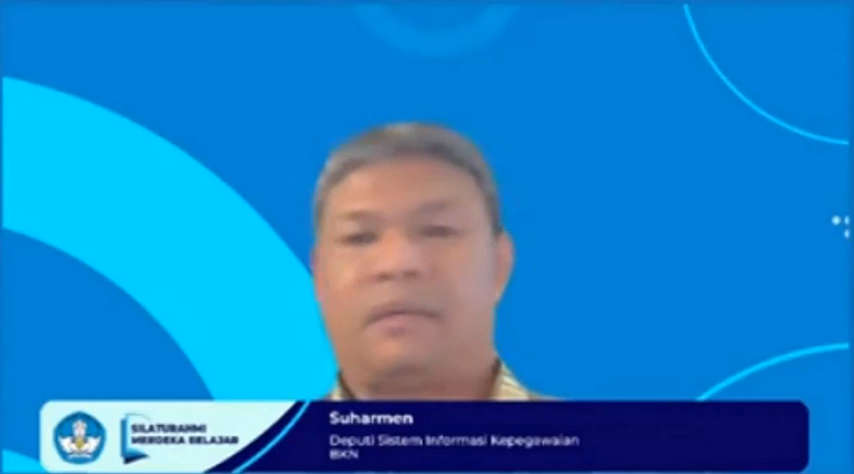 SILATURAHMI
MERDEKA BELAJAR
Suharmen
Deputi Sistem Informasi Kepegawaian
BKN